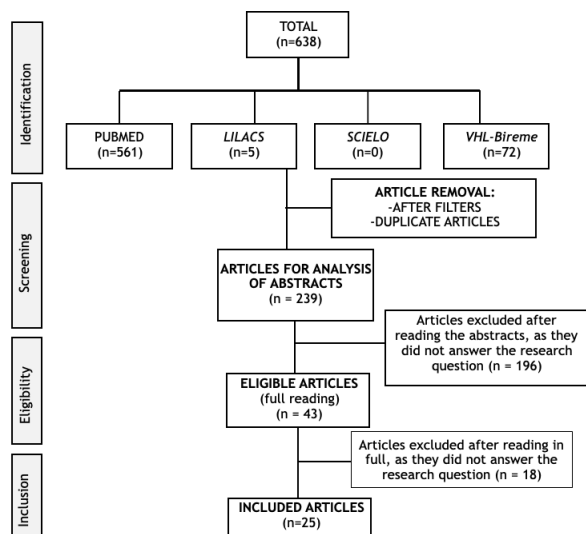 TOTAL
(n=638)
Identification
PUBMED
(n=561)
LILACS
(n=5)
SCIELO
(n=0)
VHL-Bireme
(n=72)
Screening
ARTICLE REMOVAL:
-AFTER FILTERS
-DUPLICATE ARTICLES
ARTICLES FOR ANALYSIS
OF ABSTRACTS
(n = 239)
Articles excluded after
reading the abstracts, as they
did not answer the research
question (n = 196)
Eligibility
ELIGIBLE ARTICLES
(full reading)
(n = 43)
Articles excluded after reading in
full, as they did not answer the
research question (n = 18)
Inclusion
INCLUDED ARTICLES
(n=25)